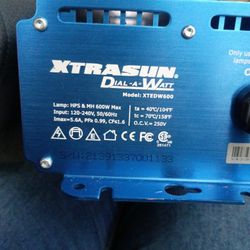 XTRASUN
DIAL-A-WATT
Model: XTEDW600
Lamp: HPS & MH 600W Max
Input: 120-240V, 50/60Hz
Imax=5.6A, PF≥ 0.99, CF≤1.6
ta = 40°C/104°F
tc = 70°C/158°F
O.C.V.= 250V
S/N:21391337001133
Only us